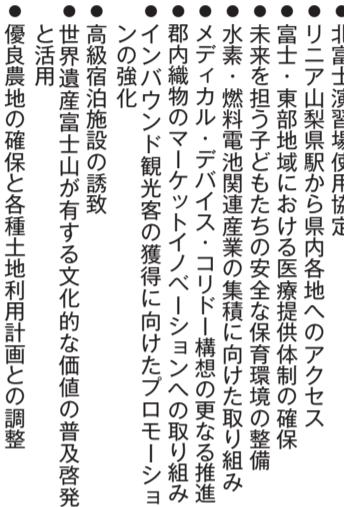 ● 北富士演習場使用協定
● リニア山梨県駅から県内各地へのアクセス
● 富士・東部地域における医療提供体制の確保
● 未来を担う子どもたちの安全な保育環境の整備
● 水素・燃料電池関連産業の集積に向けた取り組み
● メディカル・デバイス・コリドー構想の更なる推進
● 郡内織物のマーケットイノベーションへの取り組み
● インバウンド観光客の獲得に向けたプロモーショ
ンの強化
● 高級宿泊施設の誘致
● 世界遺産富士山が有する文化的な価値の普及啓発
と活用
● 優良農地の確保と各種土地利用計画との調整